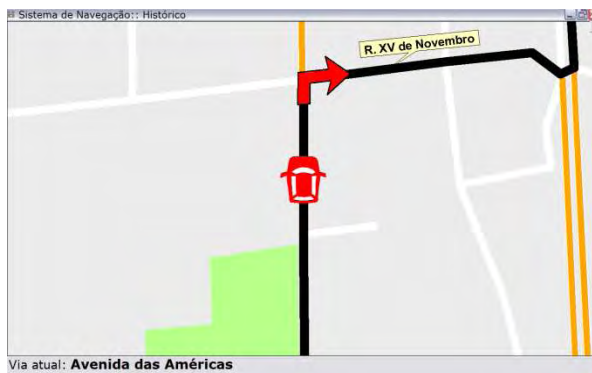 Sistema de Navegação:: Histórico
R. XV de Novembro
Via atual: Avenida das Américas